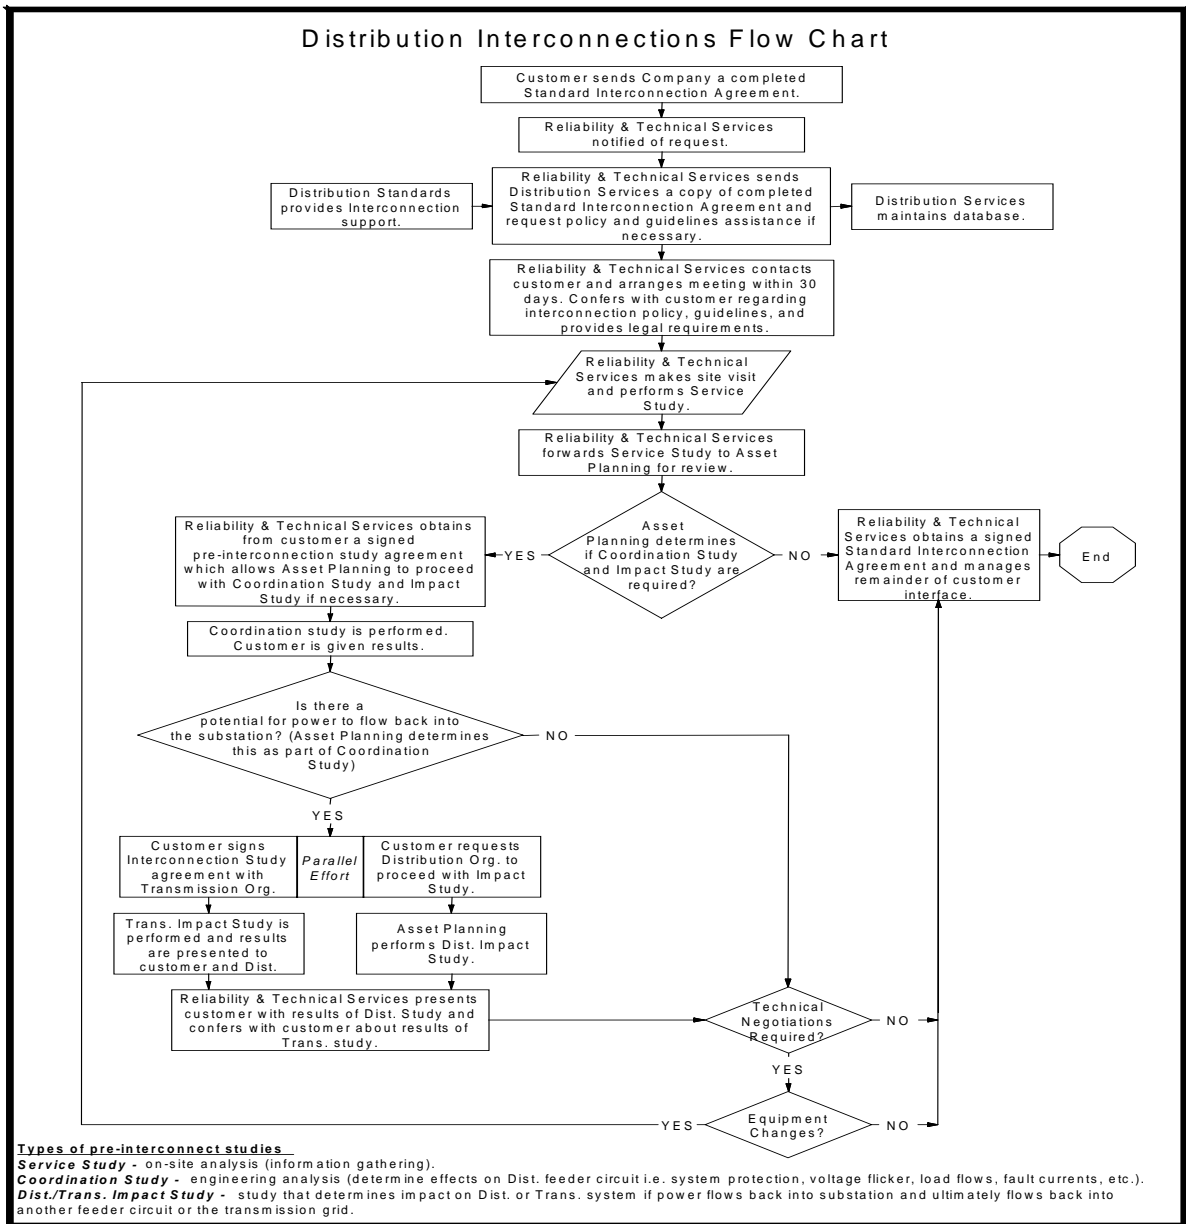 Distribution Interconnections Flow Chart
Customer sends Company a completed
Standard Interconnection Agreement.
Reliability & Technical Services
notified of request.
Distribution Standards
provides Interconnection
support.
Reliability & Technical Services sends
Distribution Services a copy of completed
Standard Interconnection Agreement and
request policy and guidelines assistance if
necessary.
Distribution Services
maintains database.
Reliability & Technical Services contacts
customer and arranges meeting within 30
days. Confers with customer regarding
interconnection policy, guidelines, and
provides legal requirements.
Reliability & Technical
Services makes site visit
and performs Service
Study.
Reliability & Technical Services
forwards Service Study to Asset
Planning for review.
Asset
Planning determines
if Coordination Study
and Impact Study are
required?
YES
NO
Reliability & Technical Services obtains
from customer a signed
pre-interconnection study agreement
which allows Asset Planning to proceed
with Coordination Study and Impact
Study if necessary.
Reliability & Technical
Services obtains a signed
Standard Interconnection
Agreement and manages
remainder of customer
interface.
End
Coordination study is performed.
Customer is given results.
Is there a
potential for power to flow back into
the substation? (Asset Planning determines
this as part of Coordination
Study)
NO
YES
Customer signs
Interconnection Study
agreement with
Transmission Org.
Parallel
Effort
Customer requests
Distribution Org. to
proceed with Impact
Study.
Trans. Impact Study is
performed and results
are presented to
customer and Dist.
Asset Planning
performs Dist. Impact
Study.
Reliability & Technical Services presents
customer with results of Dist. Study and
confers with customer about results of
Trans. study.
Technical
Negotiations
Required?
NO
YES
Equipment
Changes?
YES
NO
Types of pre-interconnect studies
Service Study - on-site analysis (information gathering).
Coordination Study - engineering analysis (determine effects on Dist. feeder circuit i.e. system protection, voltage flicker, load flows, fault currents, etc.).
Dist./Trans. Impact Study - study that determines impact on Dist. or Trans. system if power flows back into substation and ultimately flows back into
another feeder circuit or the transmission grid.